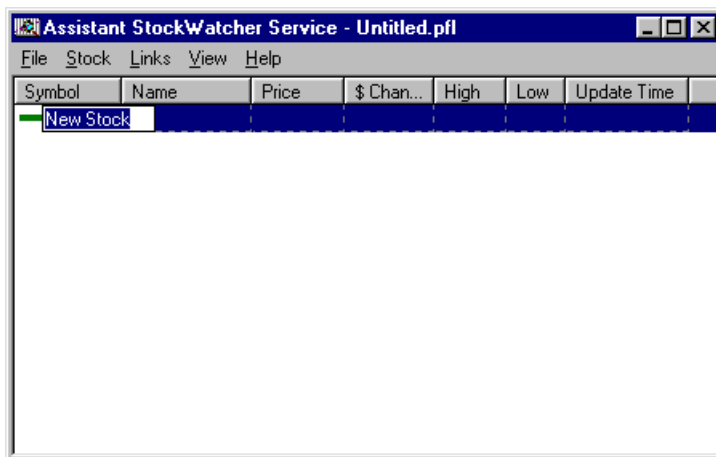 Assistant StockWatcher Service - Untitled.pfl
File Stock Links View Help
Symbol Name Price $ Chan... High Low Update Time
New Stock